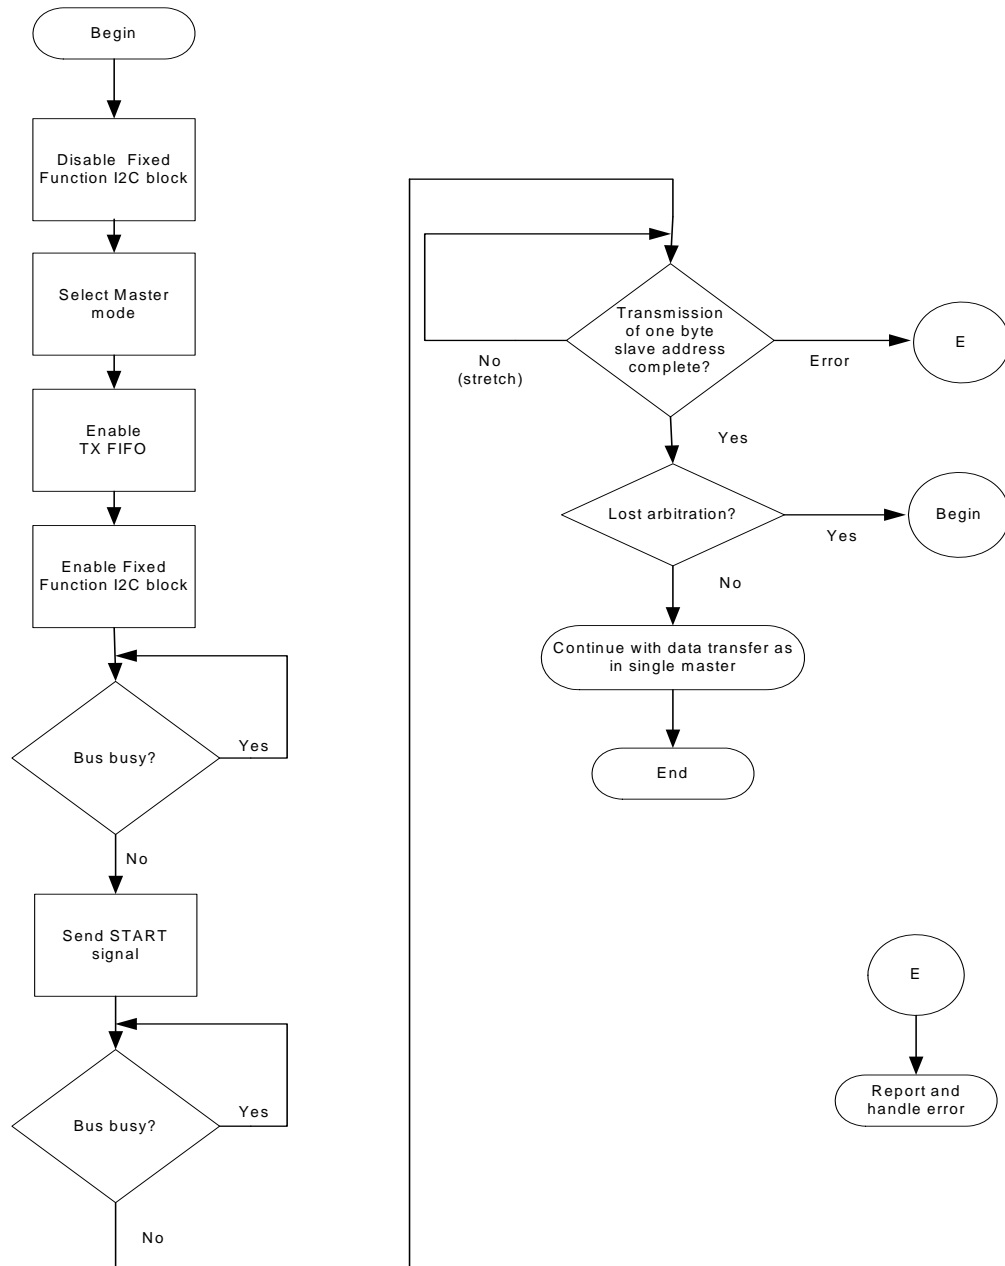 Begin
Disable Fixed
Function I2C block
Select Master
mode
Enable
TX FIFO
Enable Fixed
Function I2C block
Bus busy?
Yes
No
Send START
signal
Bus busy?
Yes
No
Transmission
of one byte
slave address
complete?
No
(stretch)
Error
E
Yes
Lost arbitration?
Yes
Begin
No
Continue with data transfer as
in single master
End
E
Report and
handle error